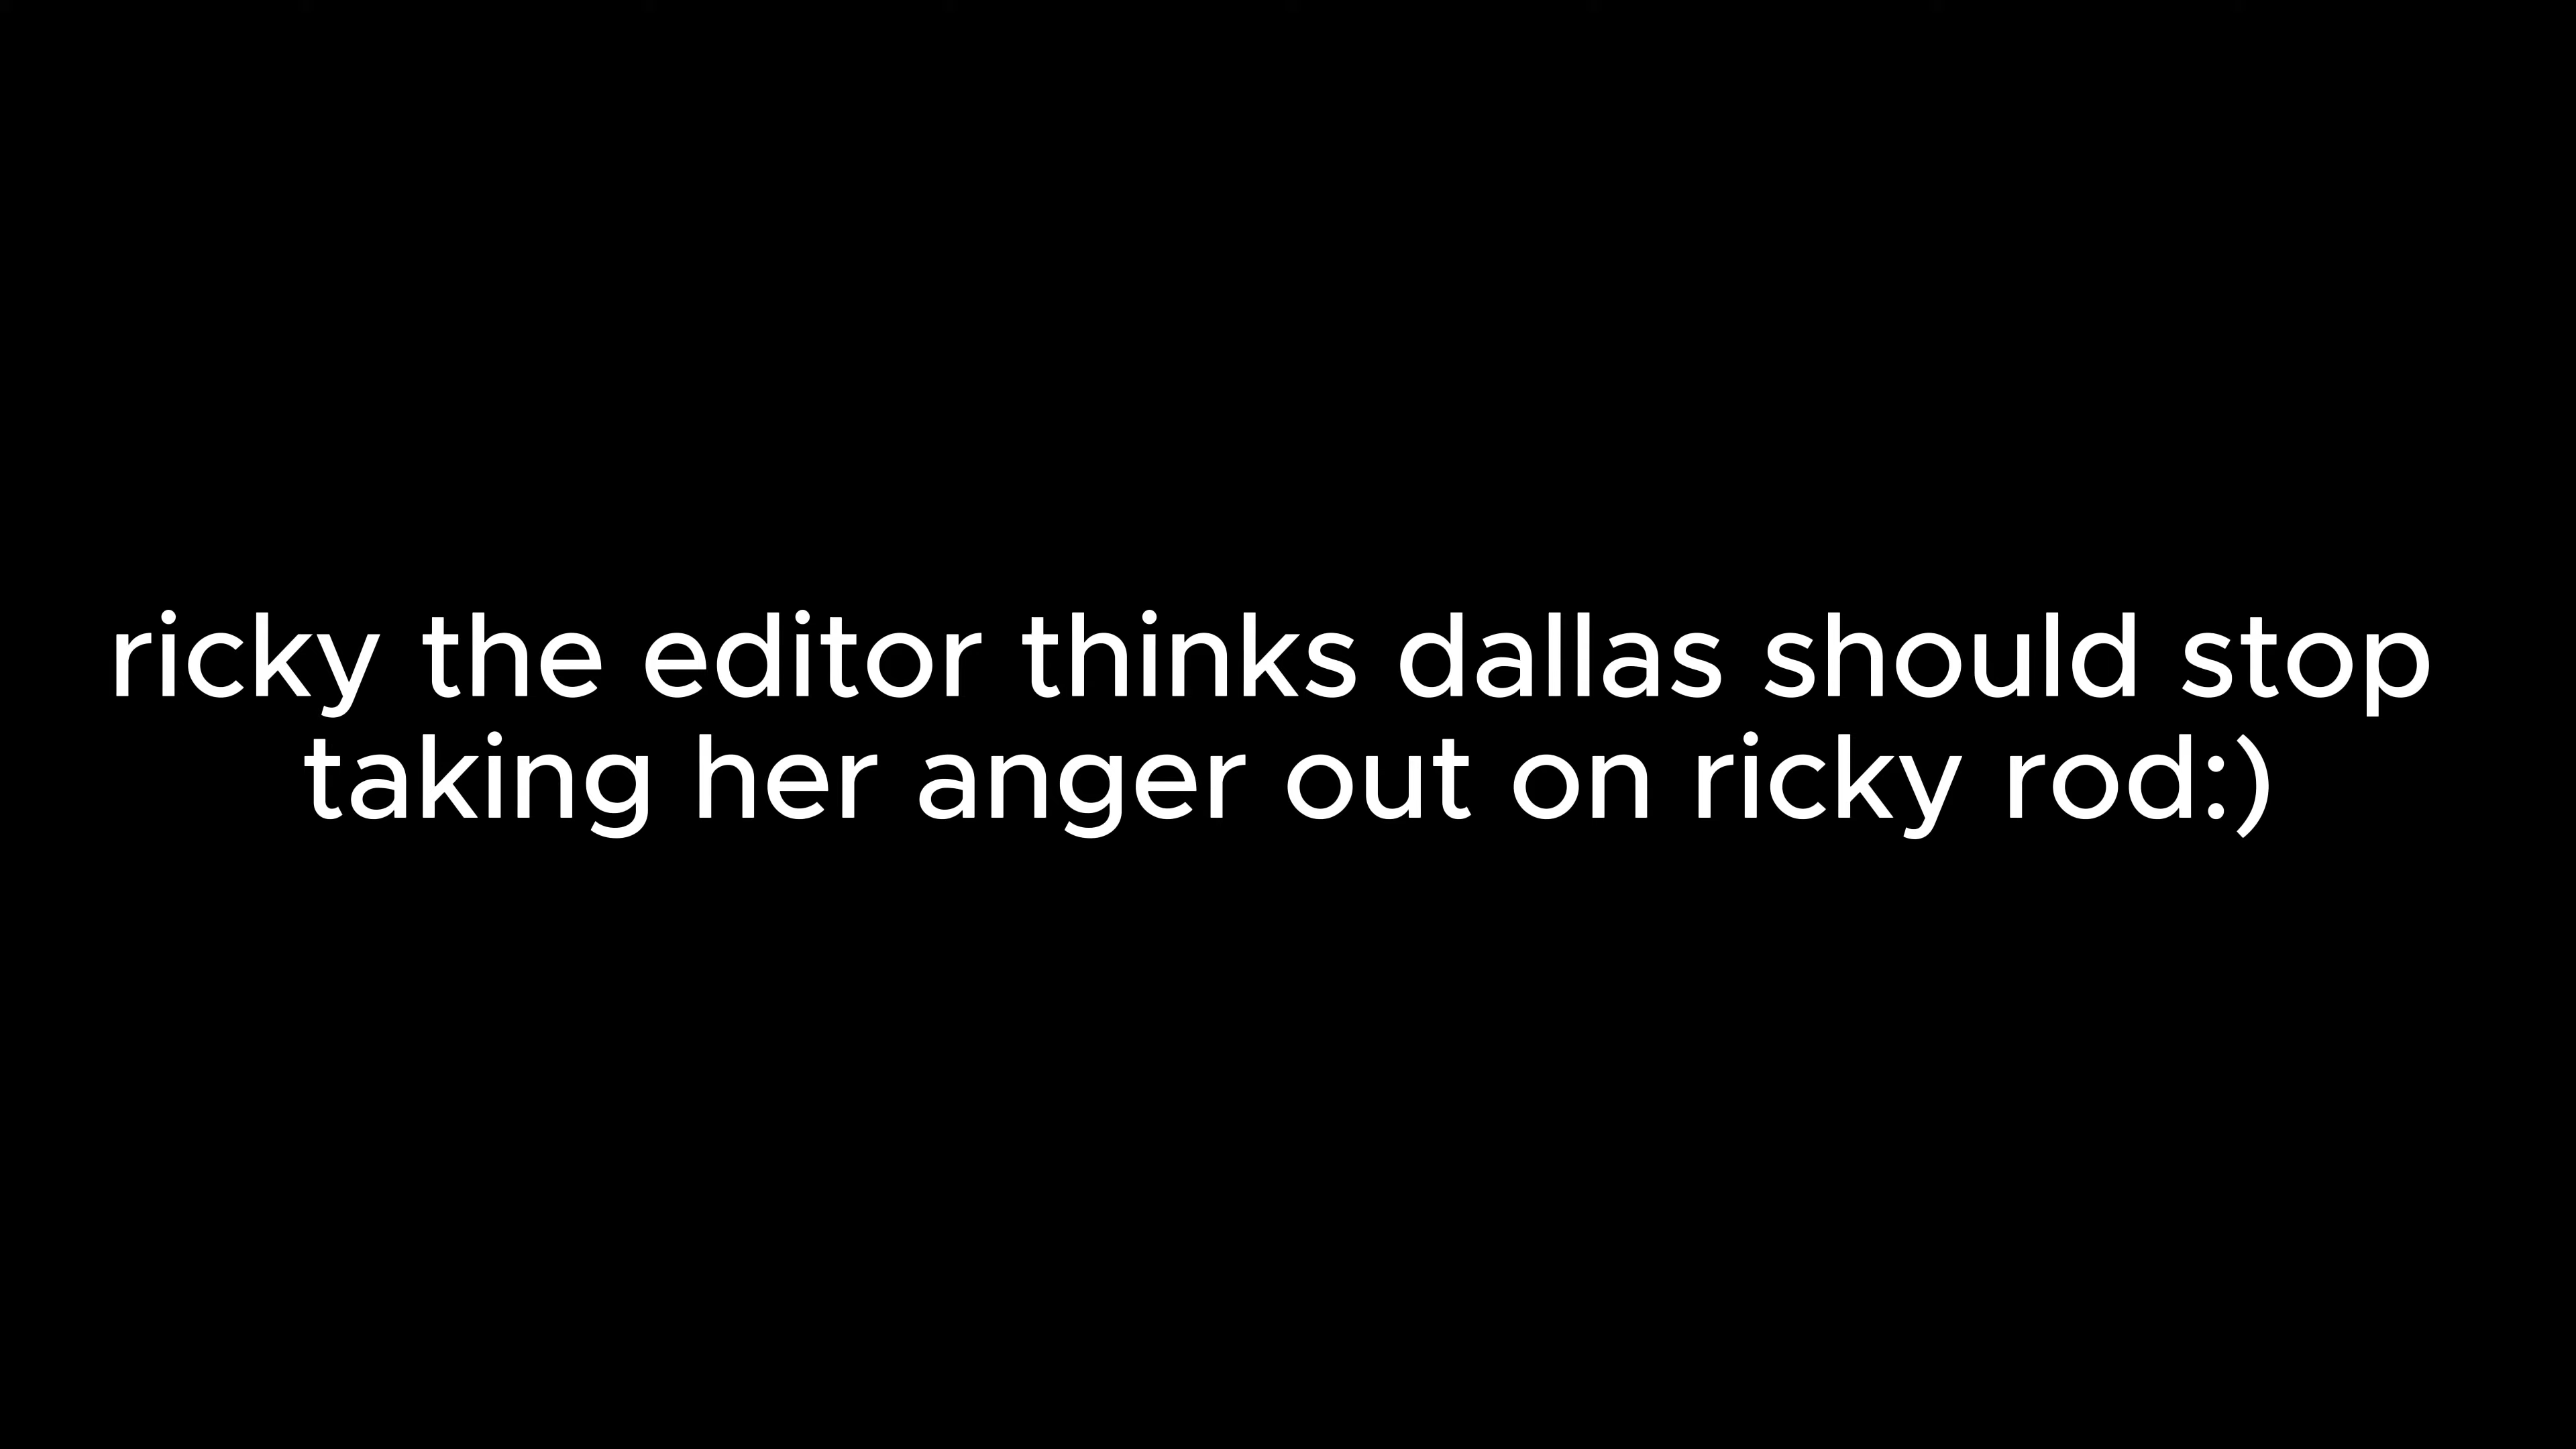 ricky the editor thinks dallas should stop
taking her anger out on ricky rod:)